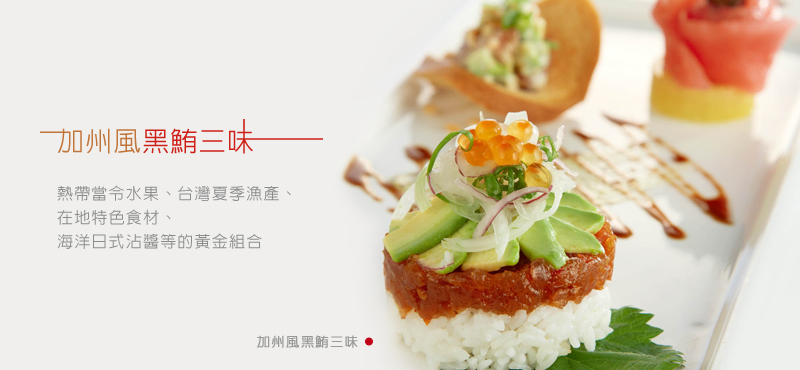 加州風黑鮪三味
熱帶當令水果、台灣夏季漁產、
在地特色食材、
海洋日式沾醬等的黃金組合
加州風黑鮪三味